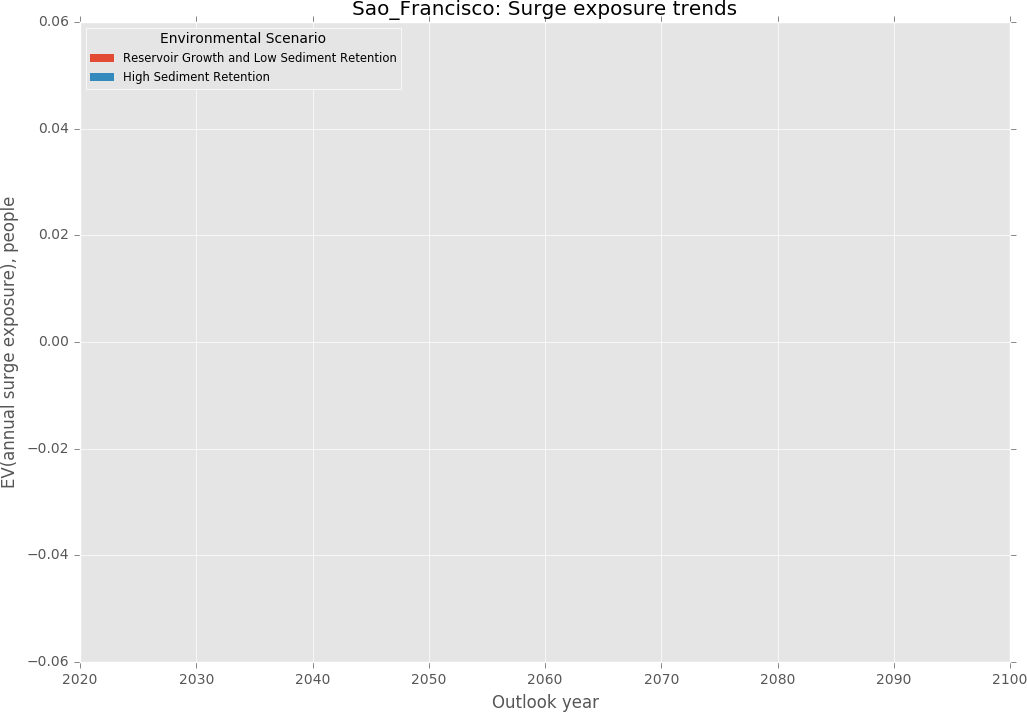 Sao_Francisco: Surge exposure trends
Environmental Scenario
Reservoir Growth and Low Sediment Retention
High Sediment Retention
EV(annual surge exposure), people
0.06
0.04
0.02
0.00
−0.02
−0.04
−0.06
2020 2030 2040 2050 2060 2070 2080 2090 2100
Outlook year